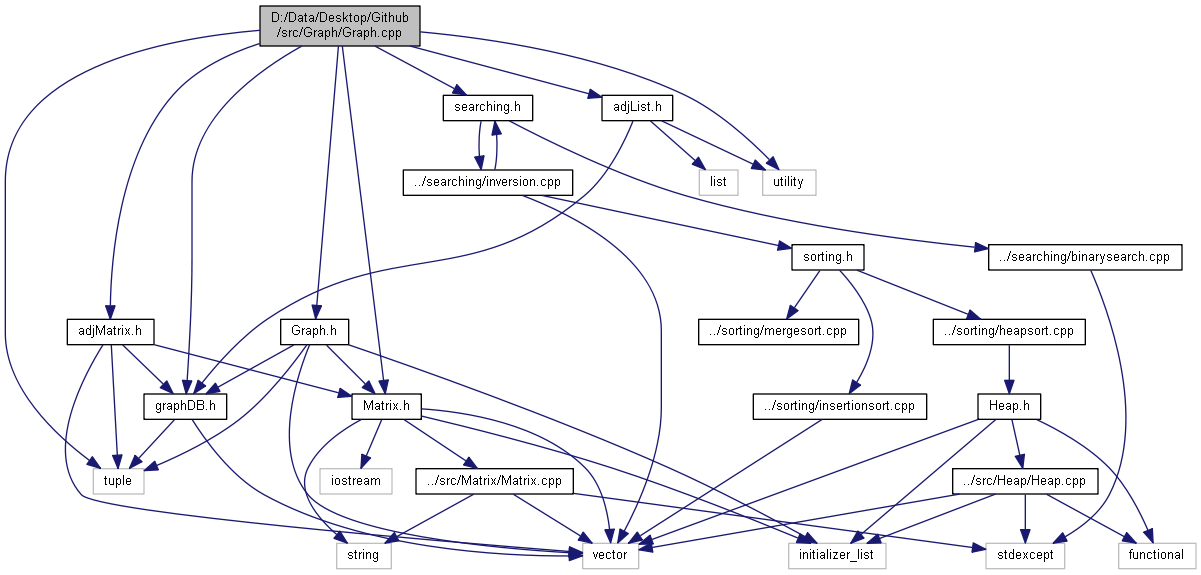 D:/Data/Desktop/Github
/src/Graph/Graph.cpp
searching.h
adjList.h
../searching/inversion.cpp
list
utility
sorting.h
../searching/binarysearch.cpp
adjMatrix.h
Graph.h
../sorting/mergesort.cpp
../sorting/heapsort.cpp
graphDB.h
Matrix.h
../sorting/insertionsort.cpp
Heap.h
tuple
iostream
../src/Matrix/Matrix.cpp
../src/Heap/Heap.cpp
string
vector
initializer_list
stdexcept
functional